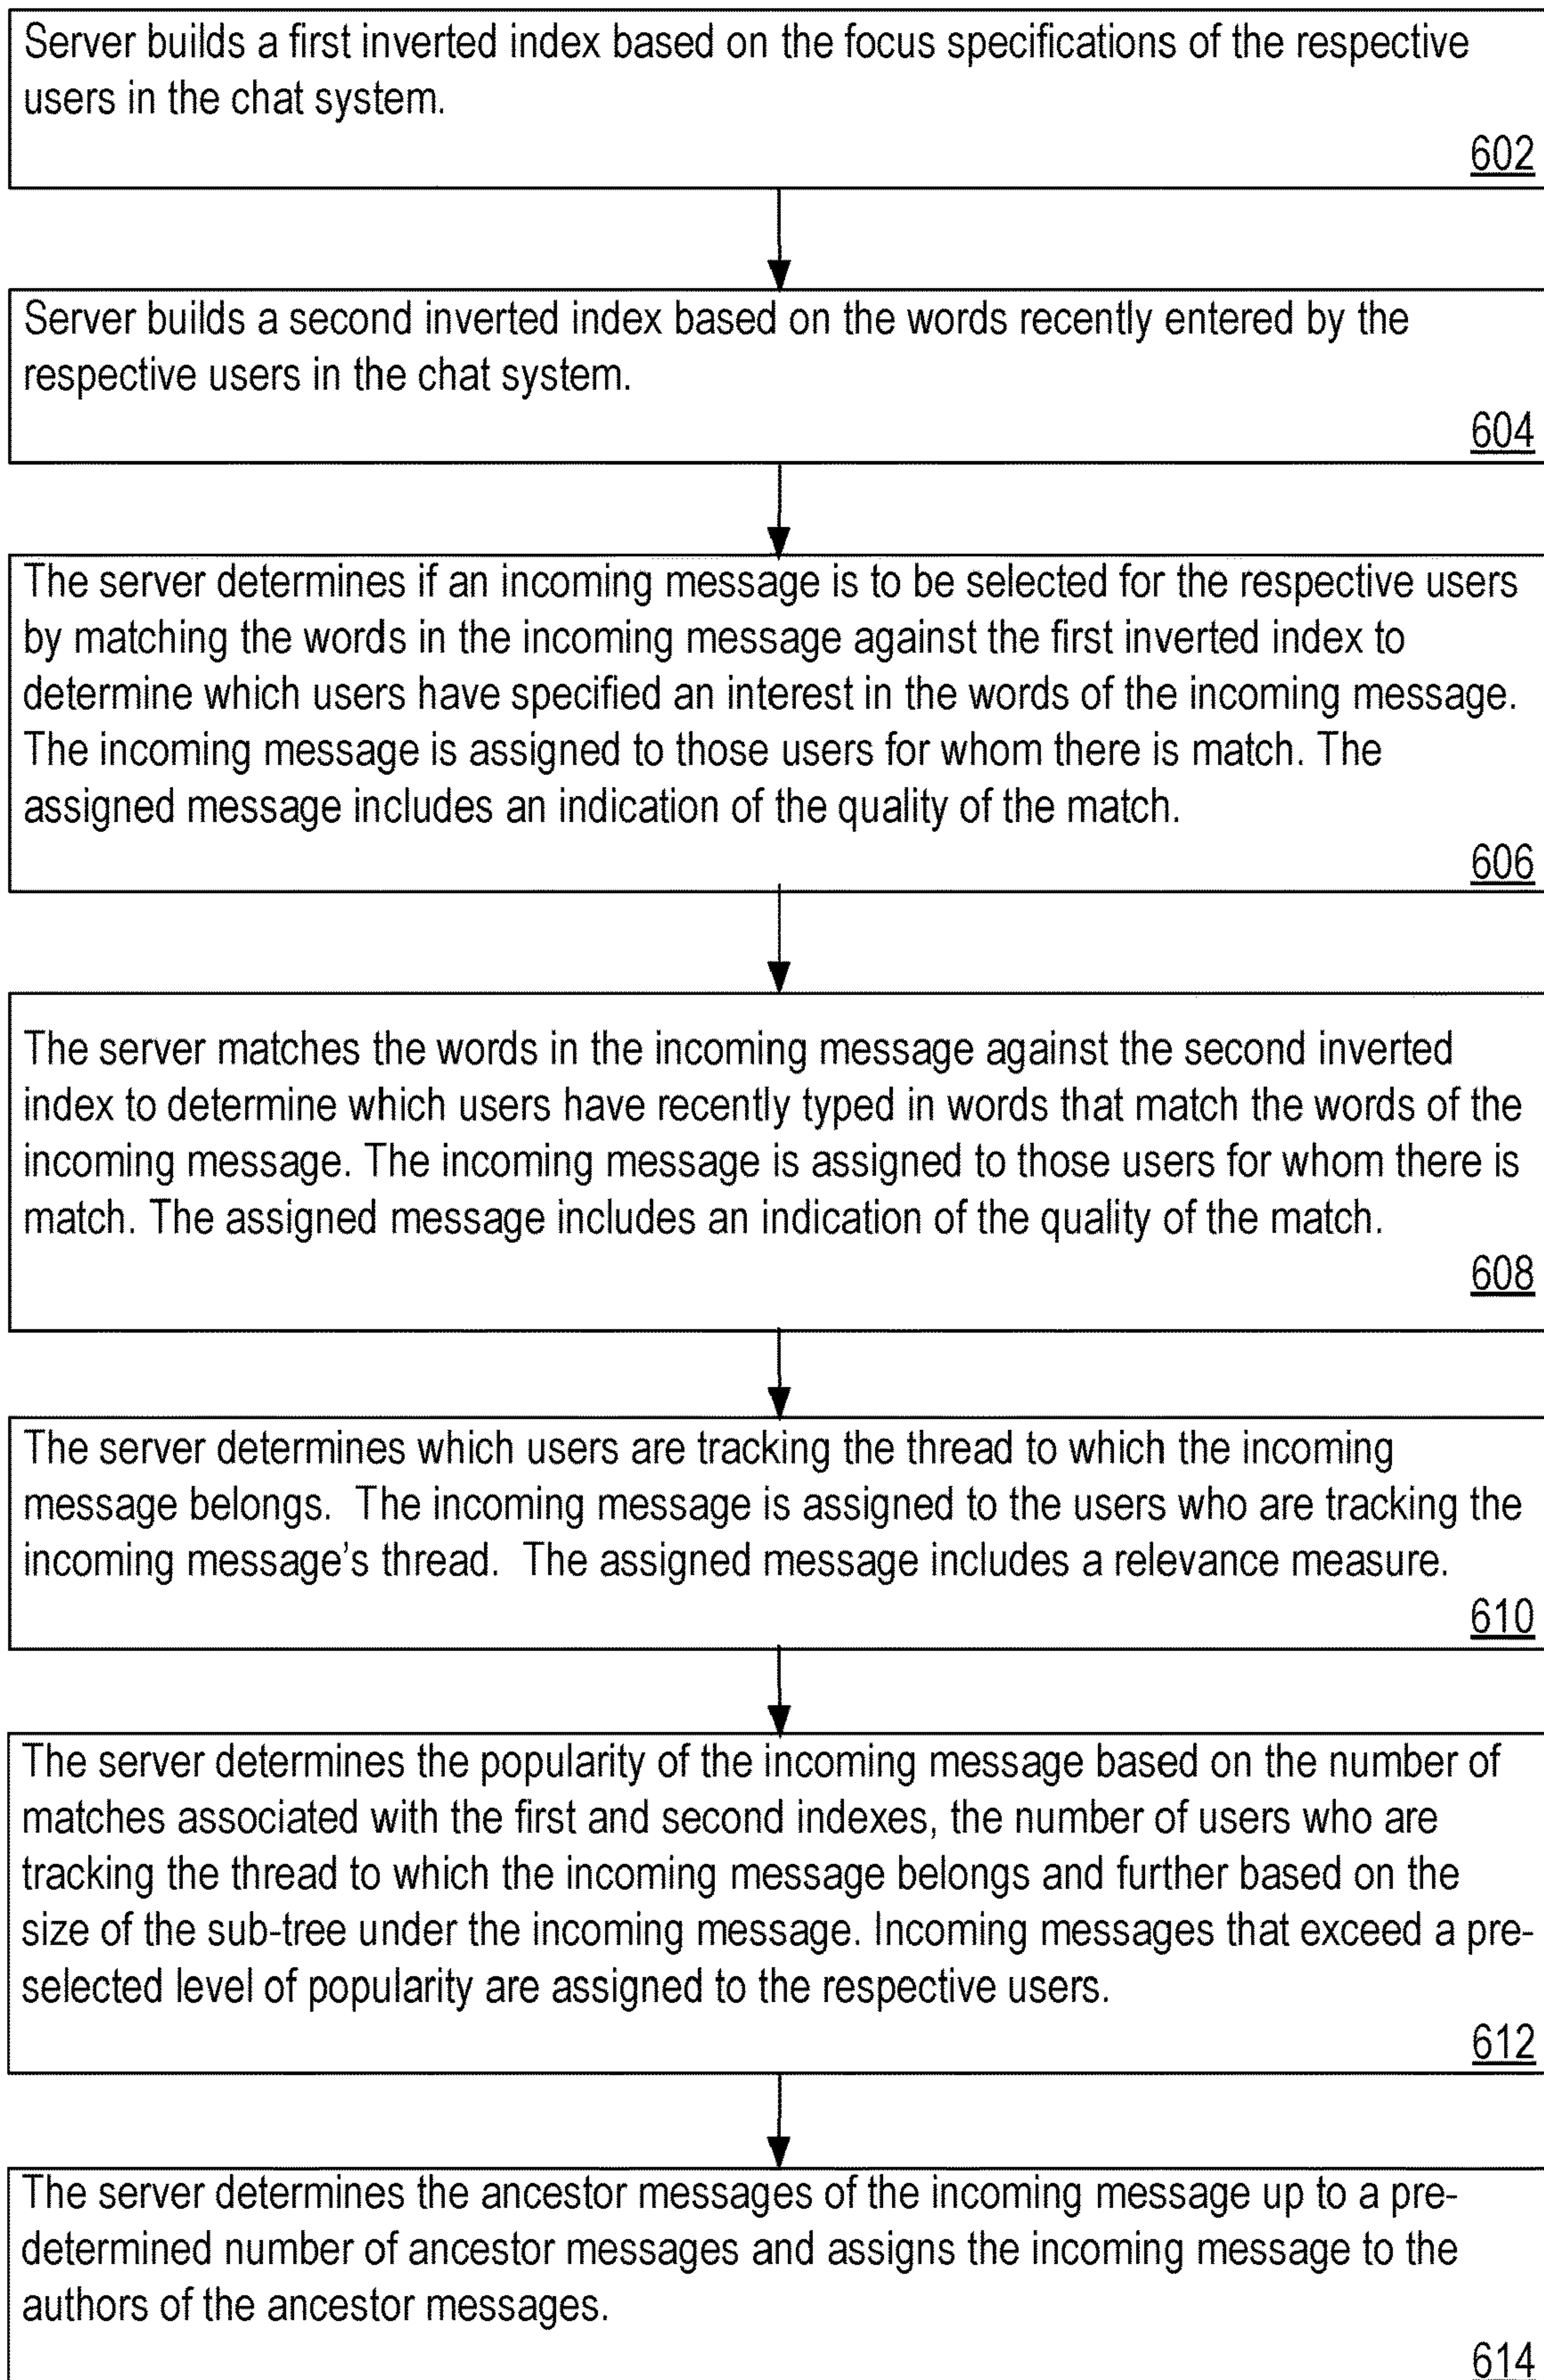 Server builds a first inverted index based on the focus specifications of the respective
users in the chat system.
602
Server builds a second inverted index based on the words recently entered by the
respective users in the chat system.
604
The server determines if an incoming message is to be selected for the respective users
by matching the words in the incoming message against the first inverted index to
determine which users have specified an interest in the words of the incoming message.
The incoming message is assigned to those users for whom there is match. The
assigned message includes an indication of the quality of the match.
606
The server matches the words in the incoming message against the second inverted
index to determine which users have recently typed in words that match the words of the
incoming message. The incoming message is assigned to those users for whom there is
match. The assigned message includes an indication of the quality of the match.
608
The server determines which users are tracking the thread to which the incoming
message belongs.  The incoming message is assigned to the users who are tracking the
incoming message's thread.  The assigned message includes a relevance measure.
610
The server determines the popularity of the incoming message based on the number of
matches associated with the first and second indexes, the number of users who are
tracking the thread to which the incoming message belongs and further based on the
size of the sub-tree under the incoming message. Incoming messages that exceed a pre-
selected level of popularity are assigned to the respective users.
612
The server determines the ancestor messages of the incoming message up to a pre-
determined number of ancestor messages and assigns the incoming message to the
authors of the ancestor messages.
614